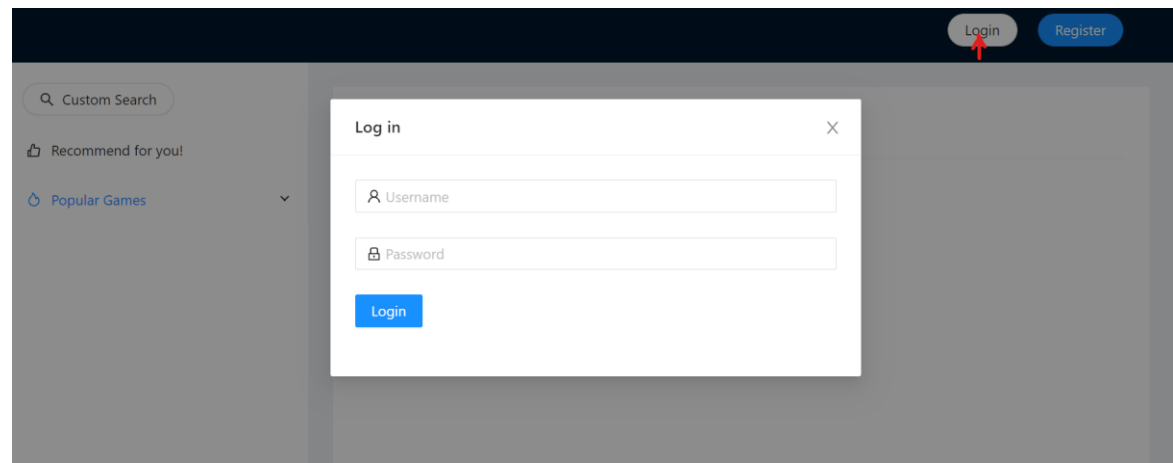 Login Register
Custom Search
Recommend for you!
Popular Games
Log in
Username
Password
Login